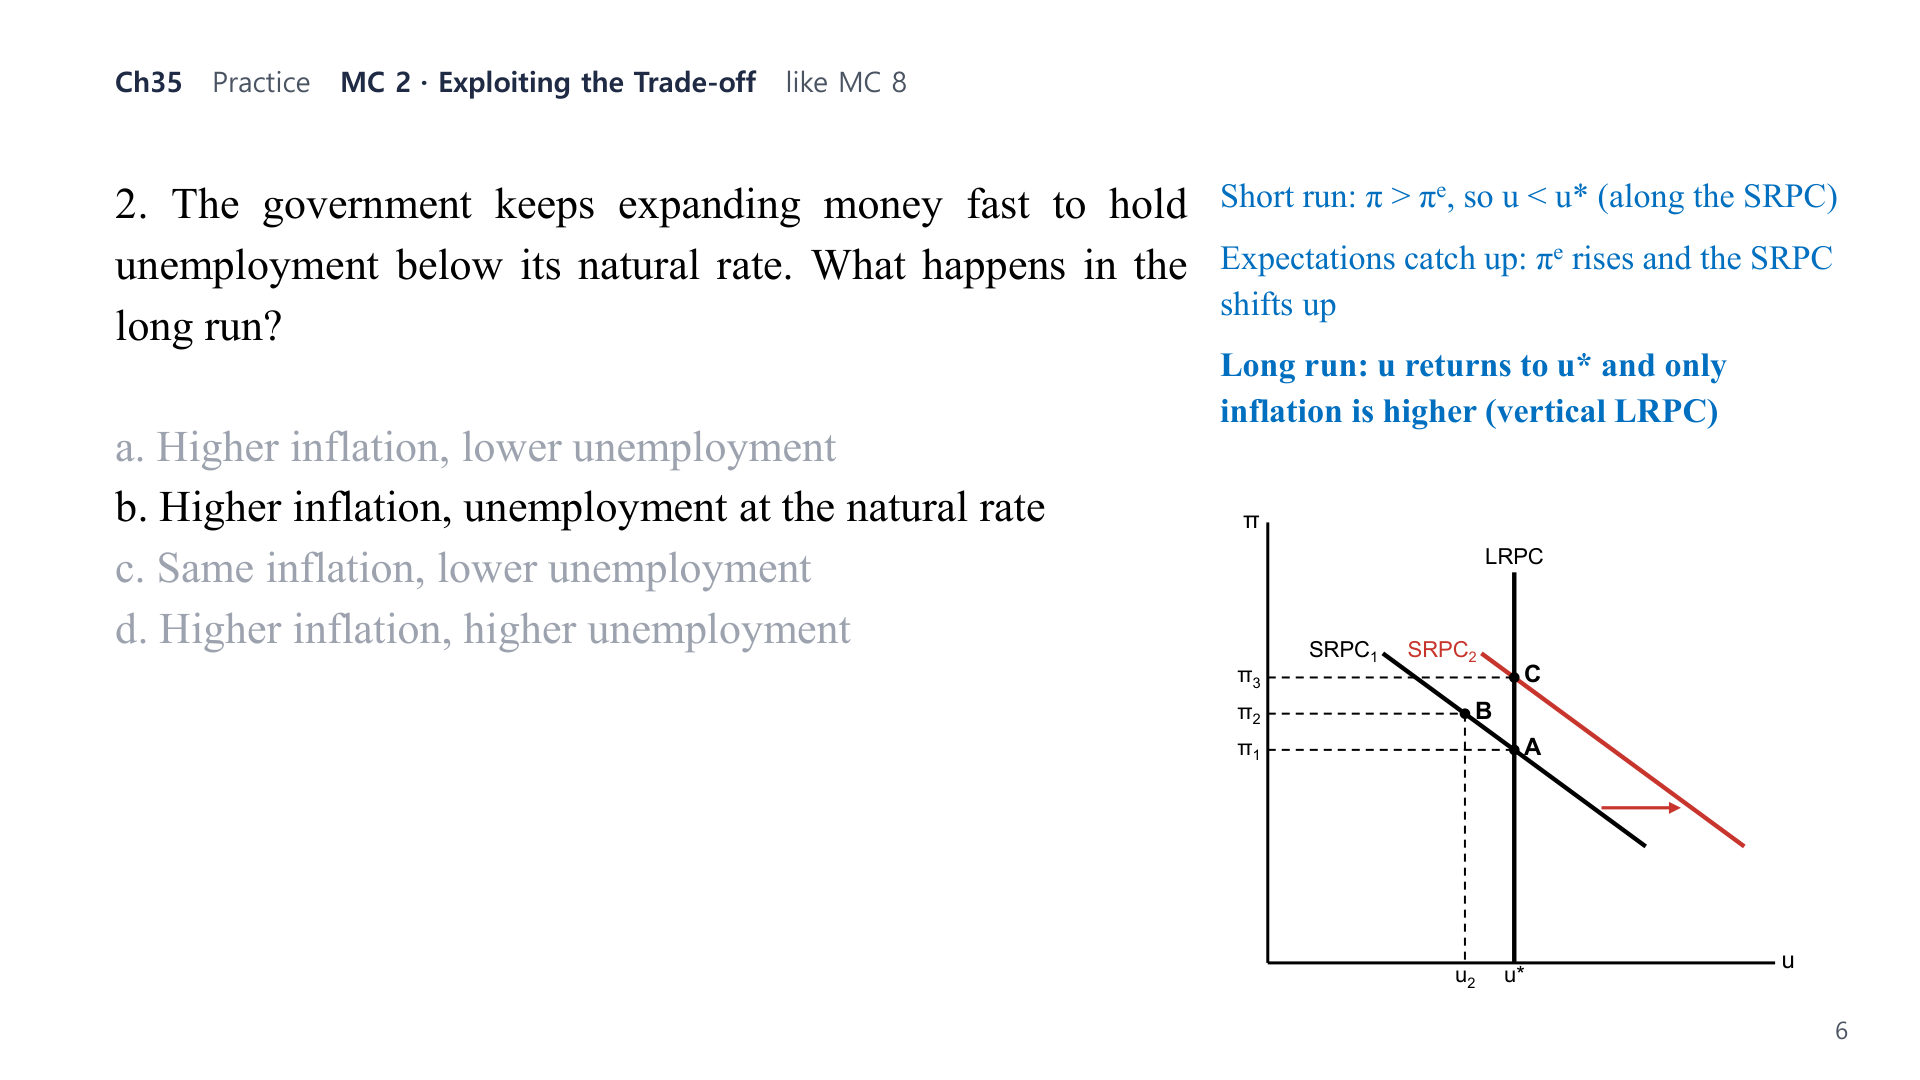 Ch35 Practice MC 2 · Exploiting the Trade-off like MC 8
2. The government keeps expanding money fast to hold
unemployment below its natural rate. What happens in the
long run?
a. Higher inflation, lower unemployment
b. Higher inflation, unemployment at the natural rate
c. Same inflation, lower unemployment
d. Higher inflation, higher unemployment
Short run: π > πᵉ, so u < u* (along the SRPC)
Expectations catch up: πᵉ rises and the SRPC
shifts up
Long run: u returns to u* and only
inflation is higher (vertical LRPC)
π
LRPC
SRPC₁ SRPC₂
π₃ C
π₂ B
π₁ A
u
u₂ u*
6